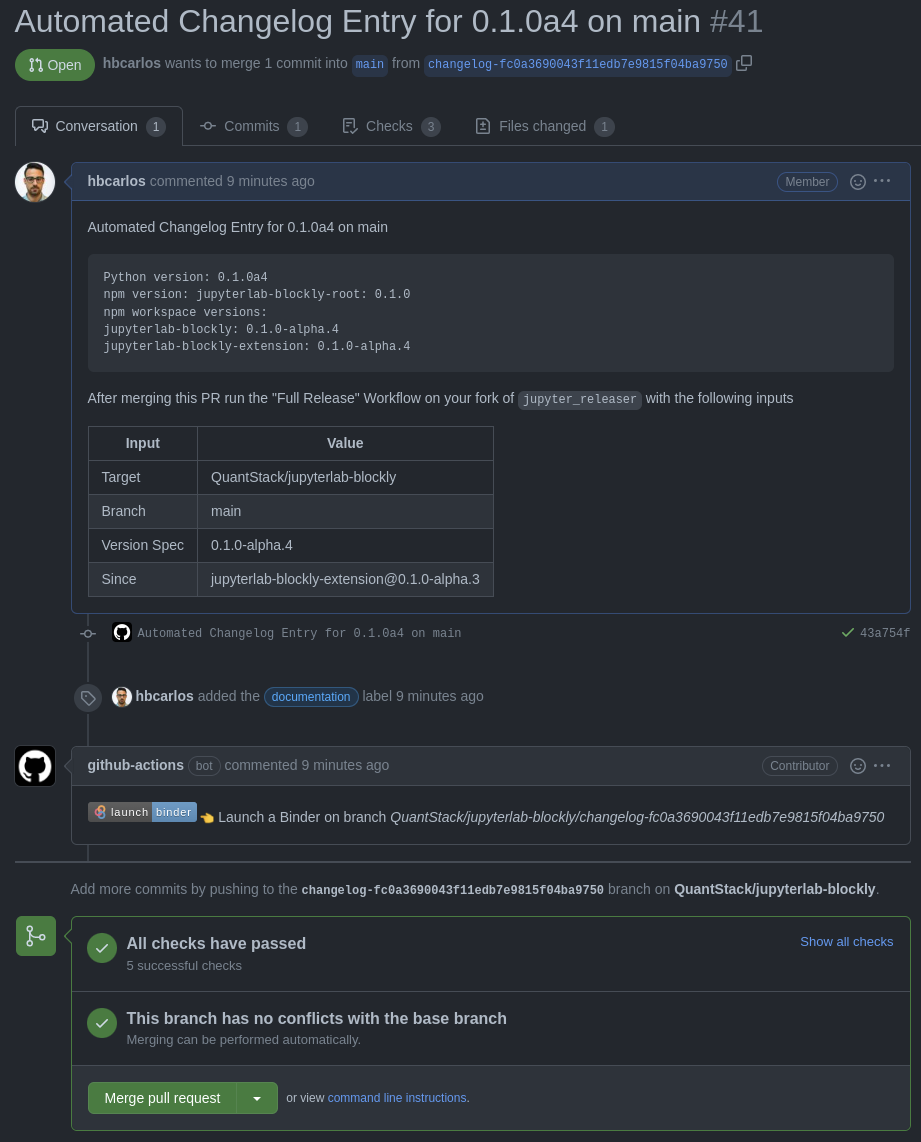 Automated Changelog Entry for 0.1.0a4 on main #41
Open hbcarlos wants to merge 1 commit into main from changelog-fc0a3690043f11edb7e9815f04ba9750
Conversation 1 Commits 1 Checks 3 Files changed 1
hbcarlos commented 9 minutes ago Member
Automated Changelog Entry for 0.1.0a4 on main
Python version: 0.1.0a4
npm version: jupyterlab-blockly-root: 0.1.0
npm workspace versions:
jupyterlab-blockly: 0.1.0-alpha.4
jupyterlab-blockly-extension: 0.1.0-alpha.4
After merging this PR run the "Full Release" Workflow on your fork of jupyter_releaser with the following inputs
Input Value
Target QuantStack/jupyterlab-blockly
Branch main
Version Spec 0.1.0-alpha.4
Since jupyterlab-blockly-extension@0.1.0-alpha.3
Automated Changelog Entry for 0.1.0a4 on main 43a754f
hbcarlos added the documentation label 9 minutes ago
github-actions bot commented 9 minutes ago Contributor
launch binder 👈 Launch a Binder on branch QuantStack/jupyterlab-blockly/changelog-fc0a3690043f11edb7e9815f04ba9750
Add more commits by pushing to the changelog-fc0a3690043f11edb7e9815f04ba9750 branch on QuantStack/jupyterlab-blockly.
All checks have passed Show all checks
5 successful checks
This branch has no conflicts with the base branch
Merging can be performed automatically.
Merge pull request or view command line instructions.